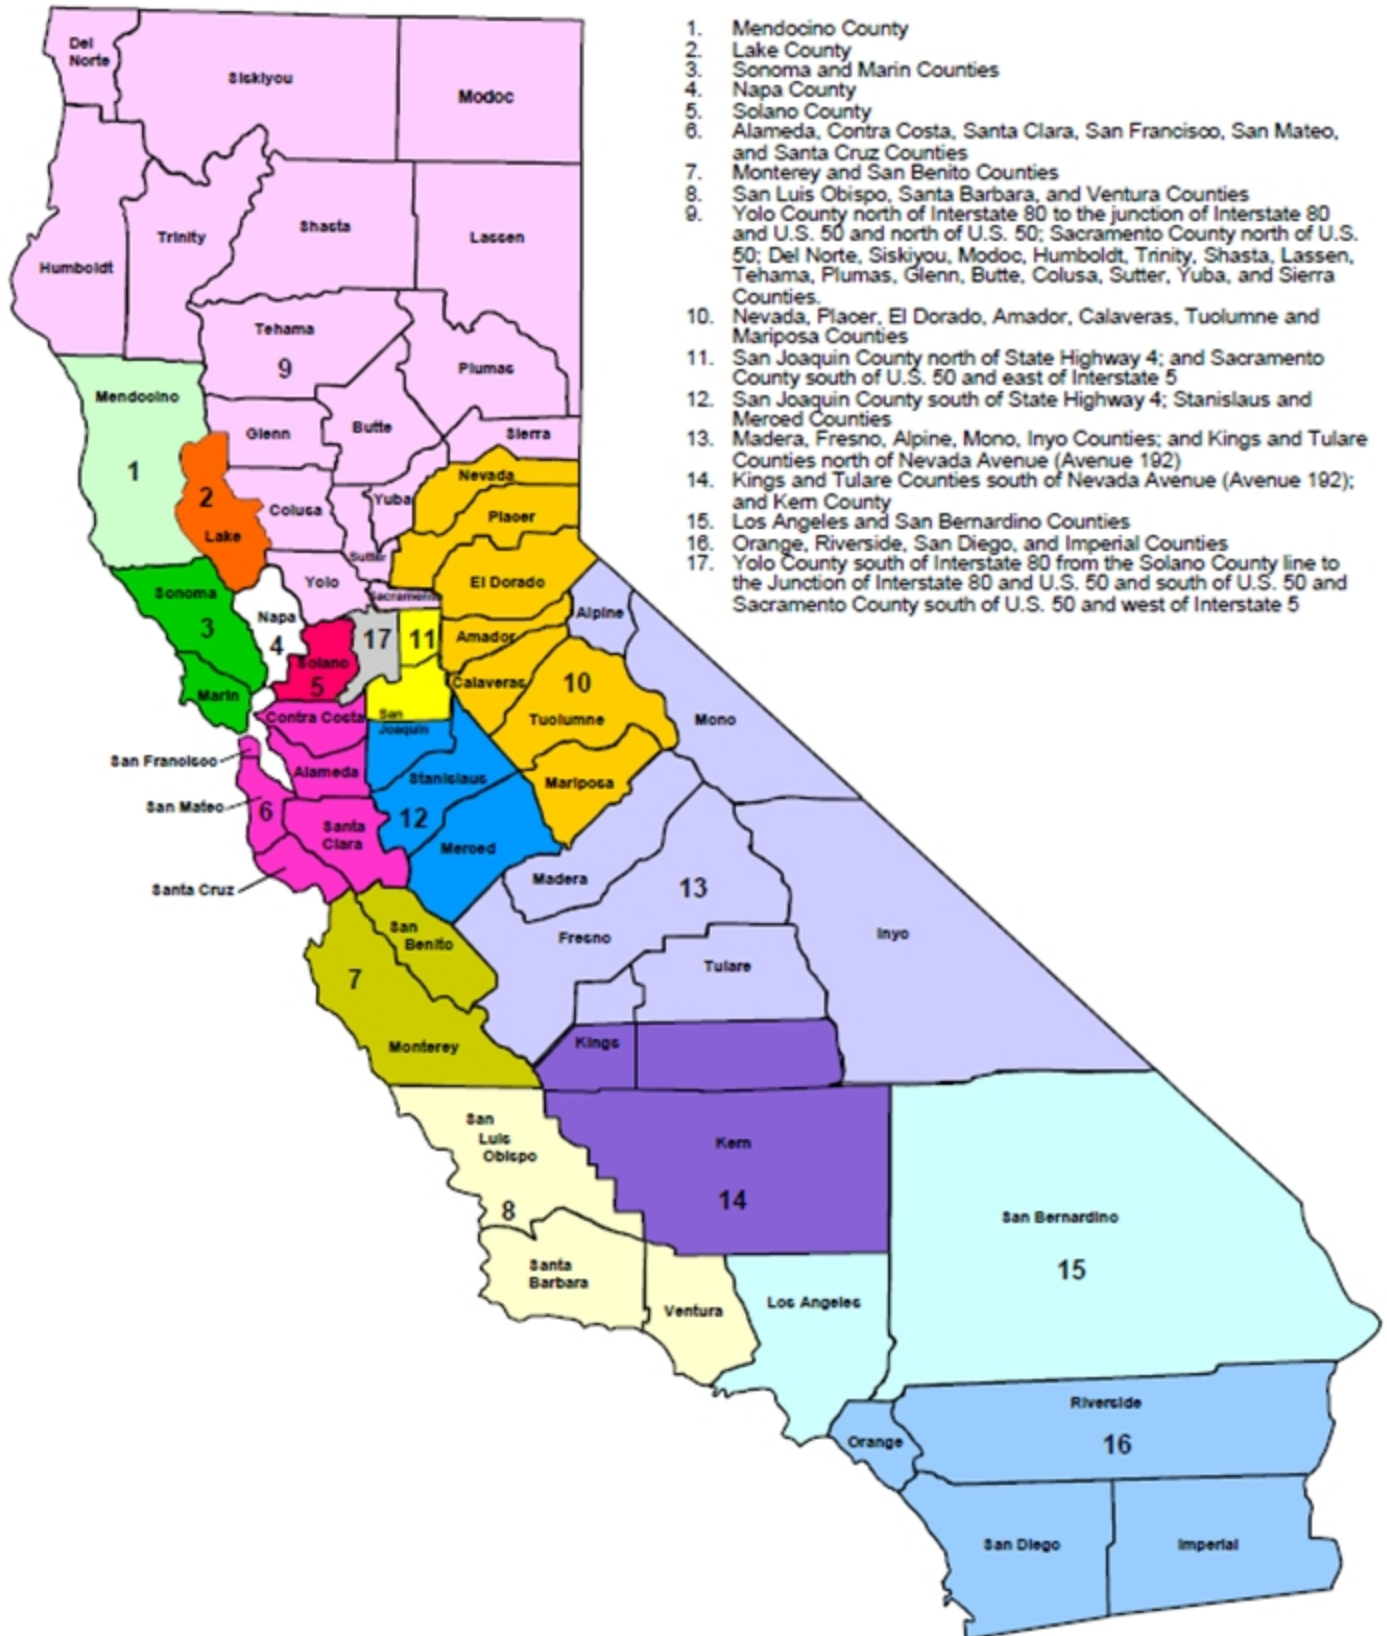 1. Mendocino County
2. Lake County
3. Sonoma and Marin Counties
4. Napa County
5. Solano County
6. Alameda, Contra Costa, Santa Clara, San Francisco, San Mateo,
and Santa Cruz Counties
7. Monterey and San Benito Counties
8. San Luis Obispo, Santa Barbara, and Ventura Counties
9. Yolo County north of Interstate 80 to the junction of Interstate 80
and U.S. 50 and north of U.S. 50; Sacramento County north of U.S.
50; Del Norte, Siskiyou, Modoc, Humboldt, Trinity, Shasta, Lassen,
Tehama, Plumas, Glenn, Butte, Colusa, Sutter, Yuba, and Sierra
Counties.
10. Nevada, Placer, El Dorado, Amador, Calaveras, Tuolumne and
Mariposa Counties
11. San Joaquin County north of State Highway 4; and Sacramento
County south of U.S. 50 and east of Interstate 5
12. San Joaquin County south of State Highway 4; Stanislaus and
Merced Counties
13. Madera, Fresno, Alpine, Mono, Inyo Counties; and Kings and Tulare
Counties north of Nevada Avenue (Avenue 192)
14. Kings and Tulare Counties south of Nevada Avenue (Avenue 192);
and Kern County
15. Los Angeles and San Bernardino Counties
16. Orange, Riverside, San Diego, and Imperial Counties
17. Yolo County south of Interstate 80 from the Solano County line to
the Junction of Interstate 80 and U.S. 50 and south of U.S. 50 and
Sacramento County south of U.S. 50 and west of Interstate 5
Del
Norte
Siskiyou
Modoc
Humboldt
Trinity
Shasta
Lassen
Tehama
9
Plumas
Mendocino
1
Glenn
Butte
Sierra
2
Lake
Colusa
Yuba
Nevada
Placer
Sutter
Yolo
Sacramento
El Dorado
Sonoma
3
Marin
Napa
4
Solano
5
17
11
Amador
Alpine
Calaveras
10
Tuolumne
Mono
Contra Costa
San
Joaquin
San Francisco
Alameda
Stanislaus
Mariposa
San Mateo
6
Santa
Clara
12
Merced
Santa Cruz
Madera
13
San
Benito
Fresno
Inyo
7
Tulare
Monterey
Kings
San
Luis
Obispo
8
Kern
14
San Bernardino
15
Santa
Barbara
Ventura
Los Angeles
Riverside
16
Orange
San Diego
Imperial